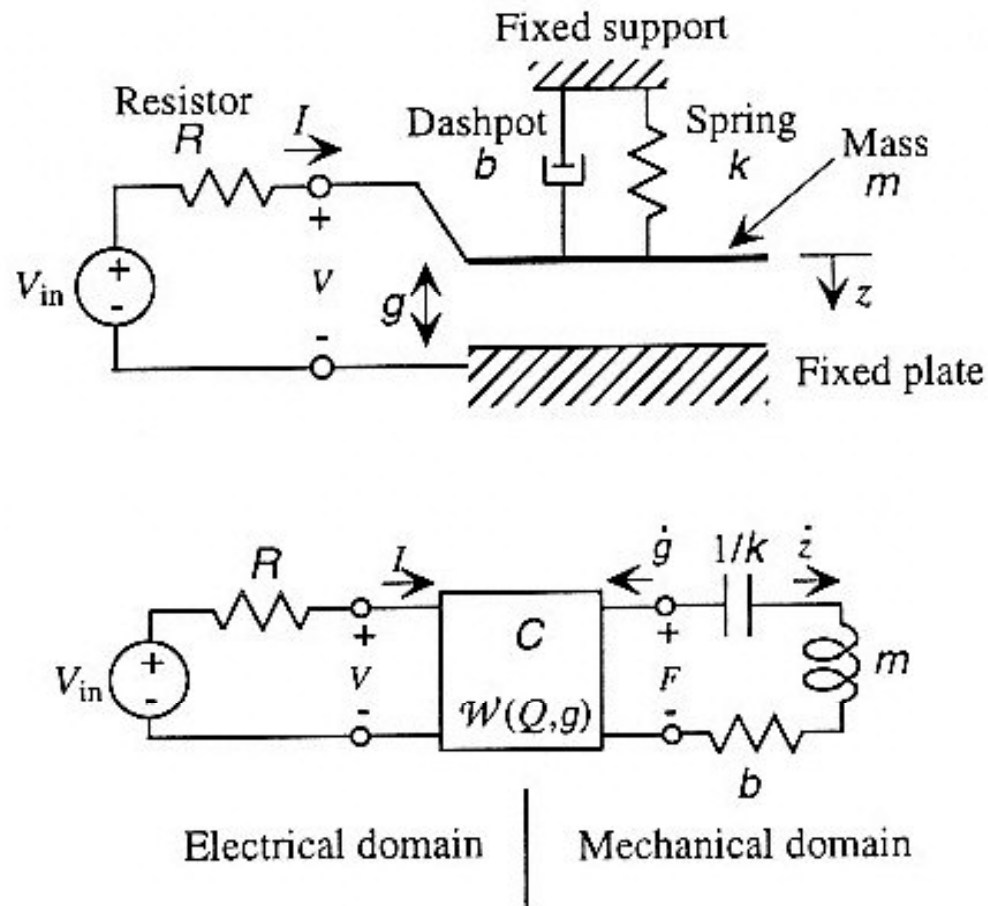 Fixed support
Resistor
R
I
Dashpot
b
Spring
k
Mass
m
+
V
-
+
-
V_in
g
z
Fixed plate
R
I
ġ
1/k
ż
+
V
-
+
-
V_in
C
W(Q,g)
+
F
-
m
b
Electrical domain
Mechanical domain